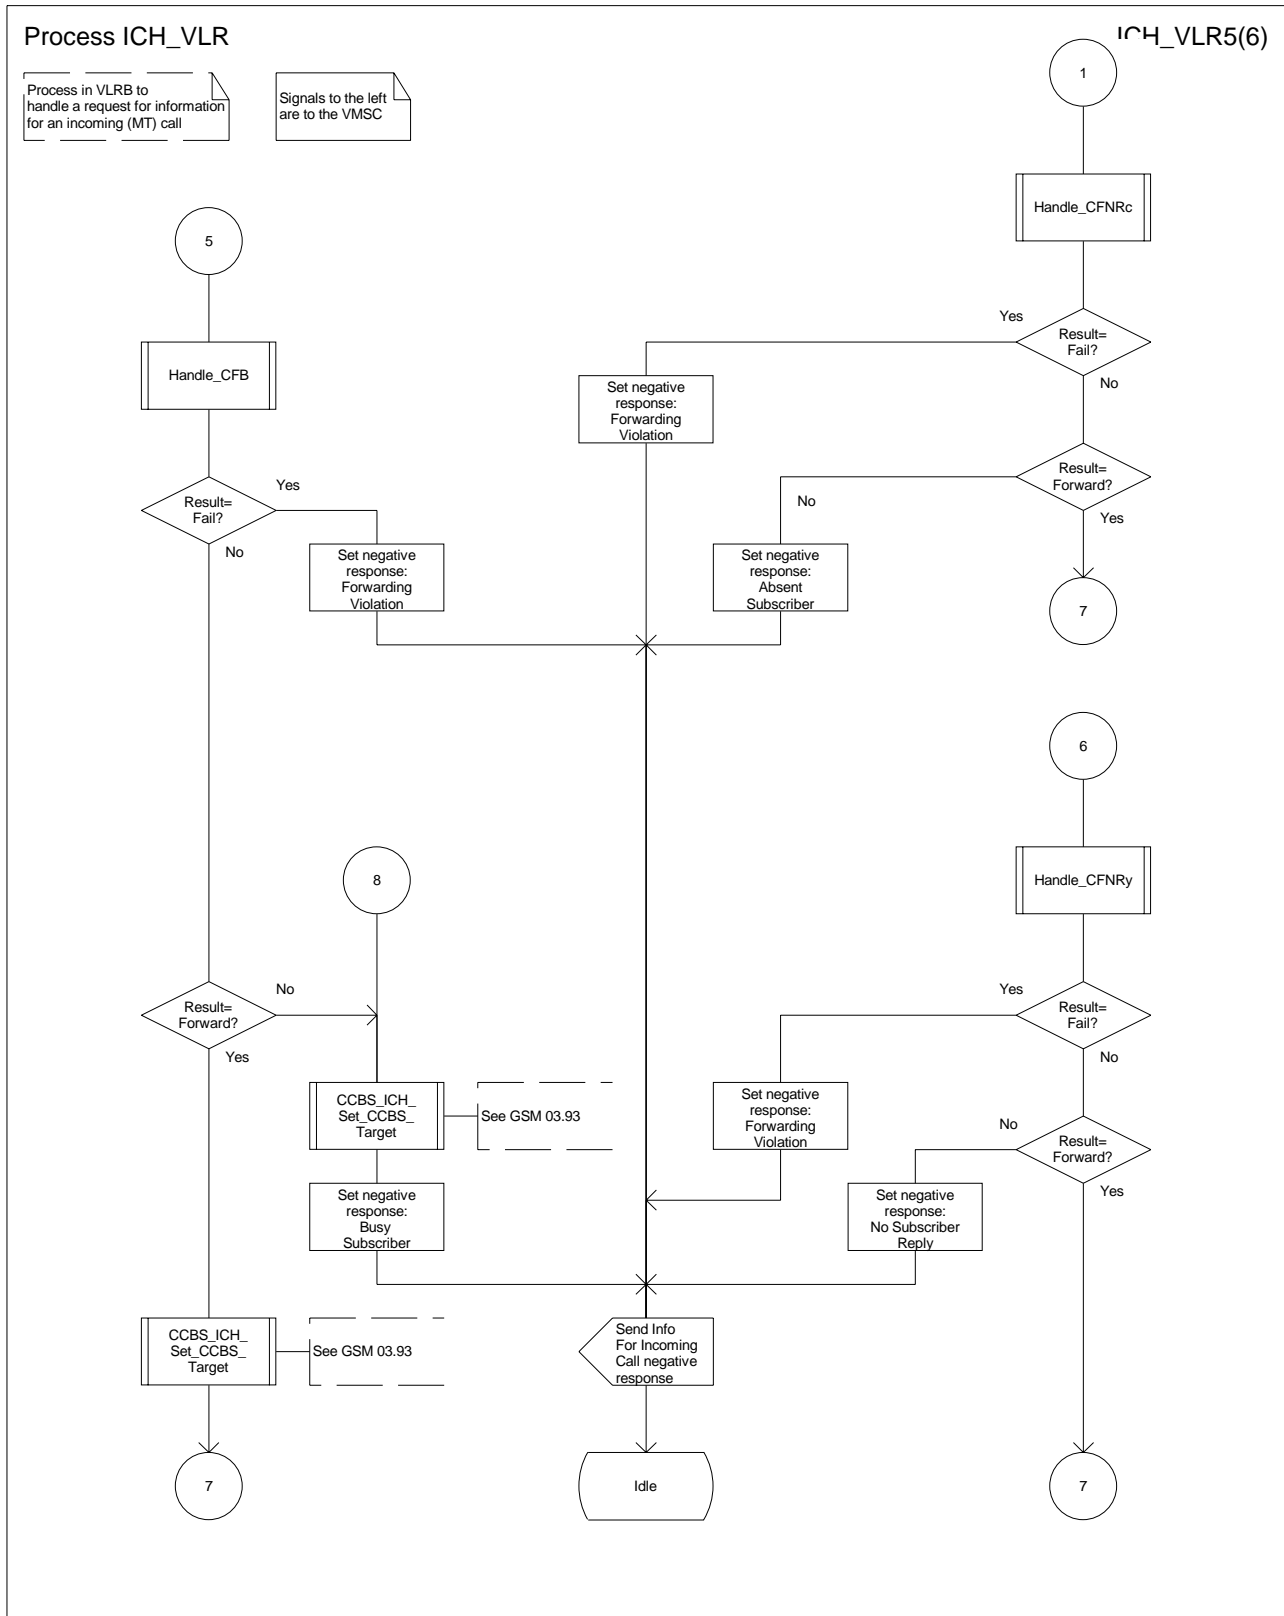 Process ICH_VLR
ICH_VLR5(6)
Process in VLRB to
handle a request for information
for an incoming (MT) call
Signals to the left
are to the VMSC
1
Handle_CFNRc
5
Yes
Result=
Fail?
No
Handle_CFB
Set negative
response:
Forwarding
Violation
Result=
Forward?
No
Yes
Yes
Result=
Fail?
No
Set negative
response:
Forwarding
Violation
Set negative
response:
Absent
Subscriber
7
6
8
Handle_CFNRy
No
Result=
Forward?
Yes
Yes
Result=
Fail?
No
CCBS_ICH_
Set_CCBS_
Target
See GSM 03.93
Set negative
response:
Forwarding
Violation
No
Result=
Forward?
Yes
Set negative
response:
Busy
Subscriber
Set negative
response:
No Subscriber
Reply
CCBS_ICH_
Set_CCBS_
Target
See GSM 03.93
Send Info
For Incoming
Call negative
response
7
Idle
7